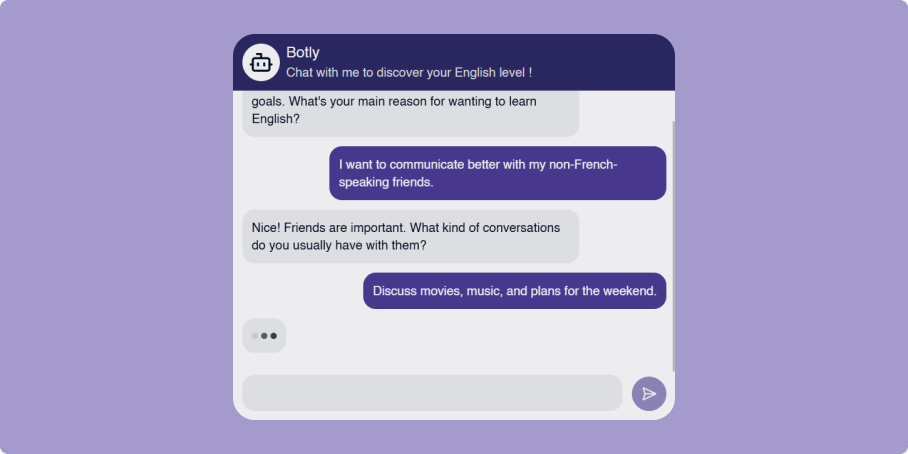 Botly
Chat with me to discover your English level !
goals. What's your main reason for wanting to learn
English?
I want to communicate better with my non-French-
speaking friends.
Nice! Friends are important. What kind of conversations
do you usually have with them?
Discuss movies, music, and plans for the weekend.